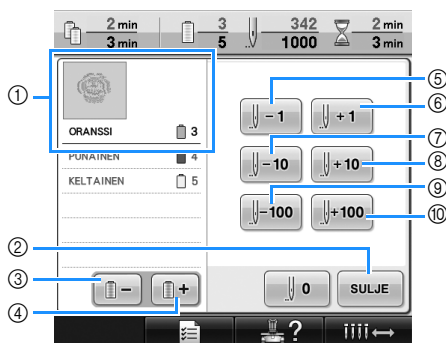 2 min 3 342 2 min
3 min 5 1000 3 min
① ⑤
⑥
- 1 + 1
ORANSSI 3
⑦
PUNAINEN 4
- 10 + 10
⑧
KELTAINEN 5
⑨
-100 +100
⑩
②
③ - + 0 SULJE
④
?